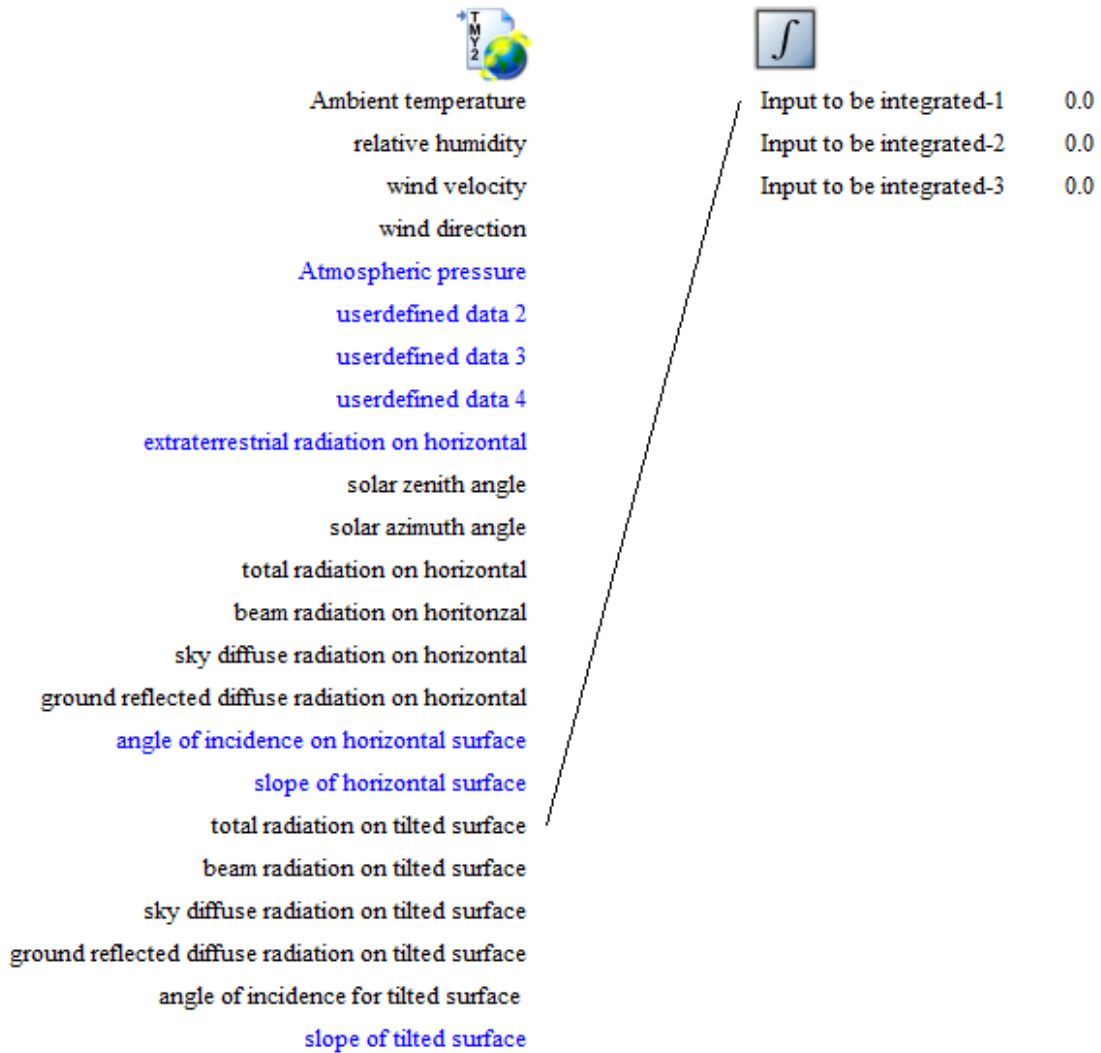 TMY2
Ambient temperature
relative humidity
wind velocity
wind direction
Atmospheric pressure
userdefined data 2
userdefined data 3
userdefined data 4
extraterrestrial radiation on horizontal
solar zenith angle
solar azimuth angle
total radiation on horizontal
beam radiation on horitonzal
sky diffuse radiation on horizontal
ground reflected diffuse radiation on horizontal
angle of incidence on horizontal surface
slope of horizontal surface
total radiation on tilted surface
beam radiation on tilted surface
sky diffuse radiation on tilted surface
ground reflected diffuse radiation on tilted surface
angle of incidence for tilted surface
slope of tilted surface
∫
Input to be integrated-1 0.0
Input to be integrated-2 0.0
Input to be integrated-3 0.0